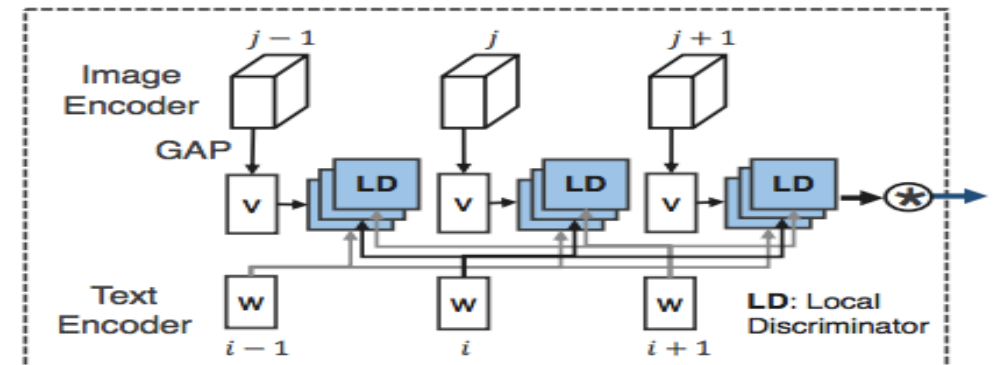 j − 1 j j + 1
Image
Encoder
GAP
LD LD LD
v v v *
w w w
Text
Encoder
LD: Local
Discriminator
i − 1 i i + 1